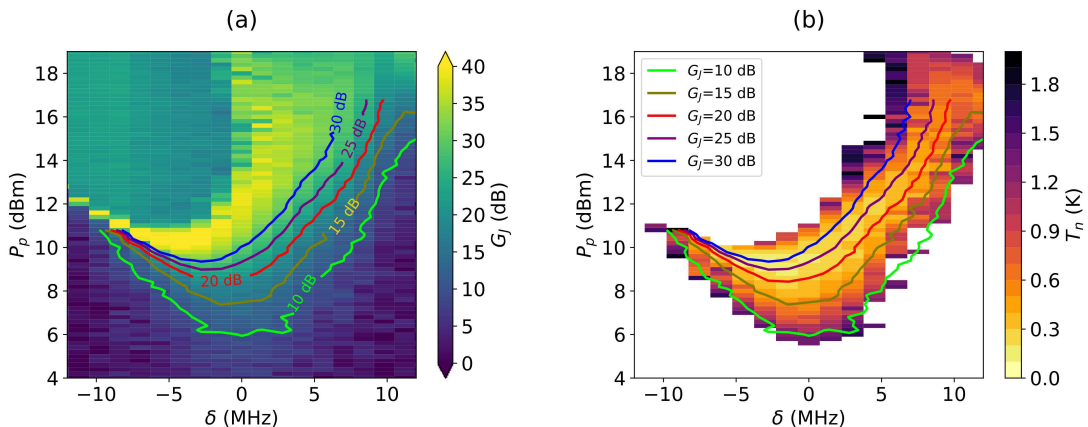 (a)
18
16
14
12
10
8
6
4
P_p (dBm)
−10
−5
0
5
10
δ (MHz)
30 dB
25 dB
20 dB
15 dB
10 dB
40
35
30
25
20
15
10
5
0
G_J (dB)
(b)
G_J=10 dB
G_J=15 dB
G_J=20 dB
G_J=25 dB
G_J=30 dB
18
16
14
12
10
8
6
4
P_p (dBm)
−10
−5
0
5
10
δ (MHz)
1.8
1.5
1.2
0.9
0.6
0.3
0.0
T_n (K)